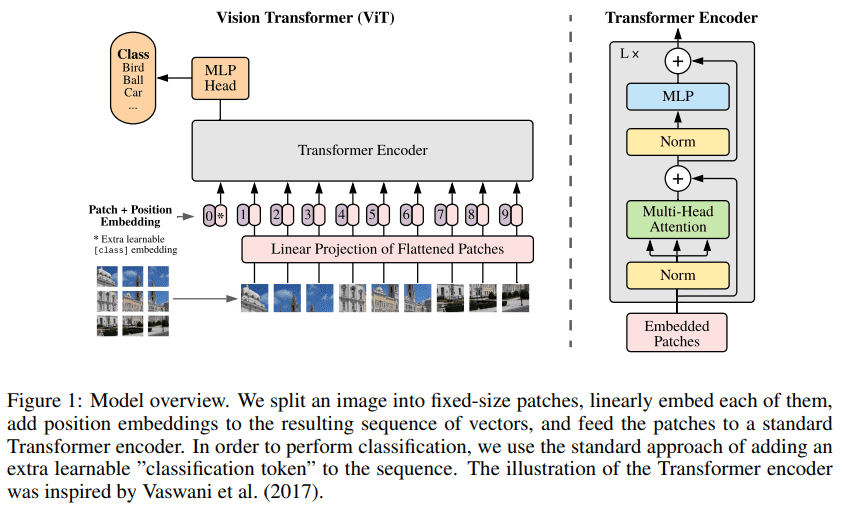 Vision Transformer (ViT)
Class
Bird
Ball
Car
...
MLP
Head
Transformer Encoder
Patch + Position
Embedding
* Extra learnable
[class] embedding
0 * 1 2 3 4 5 6 7 8 9
Linear Projection of Flattened Patches
Transformer Encoder
L ×
+
MLP
Norm
+
Multi-Head
Attention
Norm
Embedded
Patches
Figure 1: Model overview. We split an image into fixed-size patches, linearly embed each of them,
add position embeddings to the resulting sequence of vectors, and feed the patches to a standard
Transformer encoder. In order to perform classification, we use the standard approach of adding an
extra learnable ”classification token” to the sequence. The illustration of the Transformer encoder
was inspired by Vaswani et al. (2017).